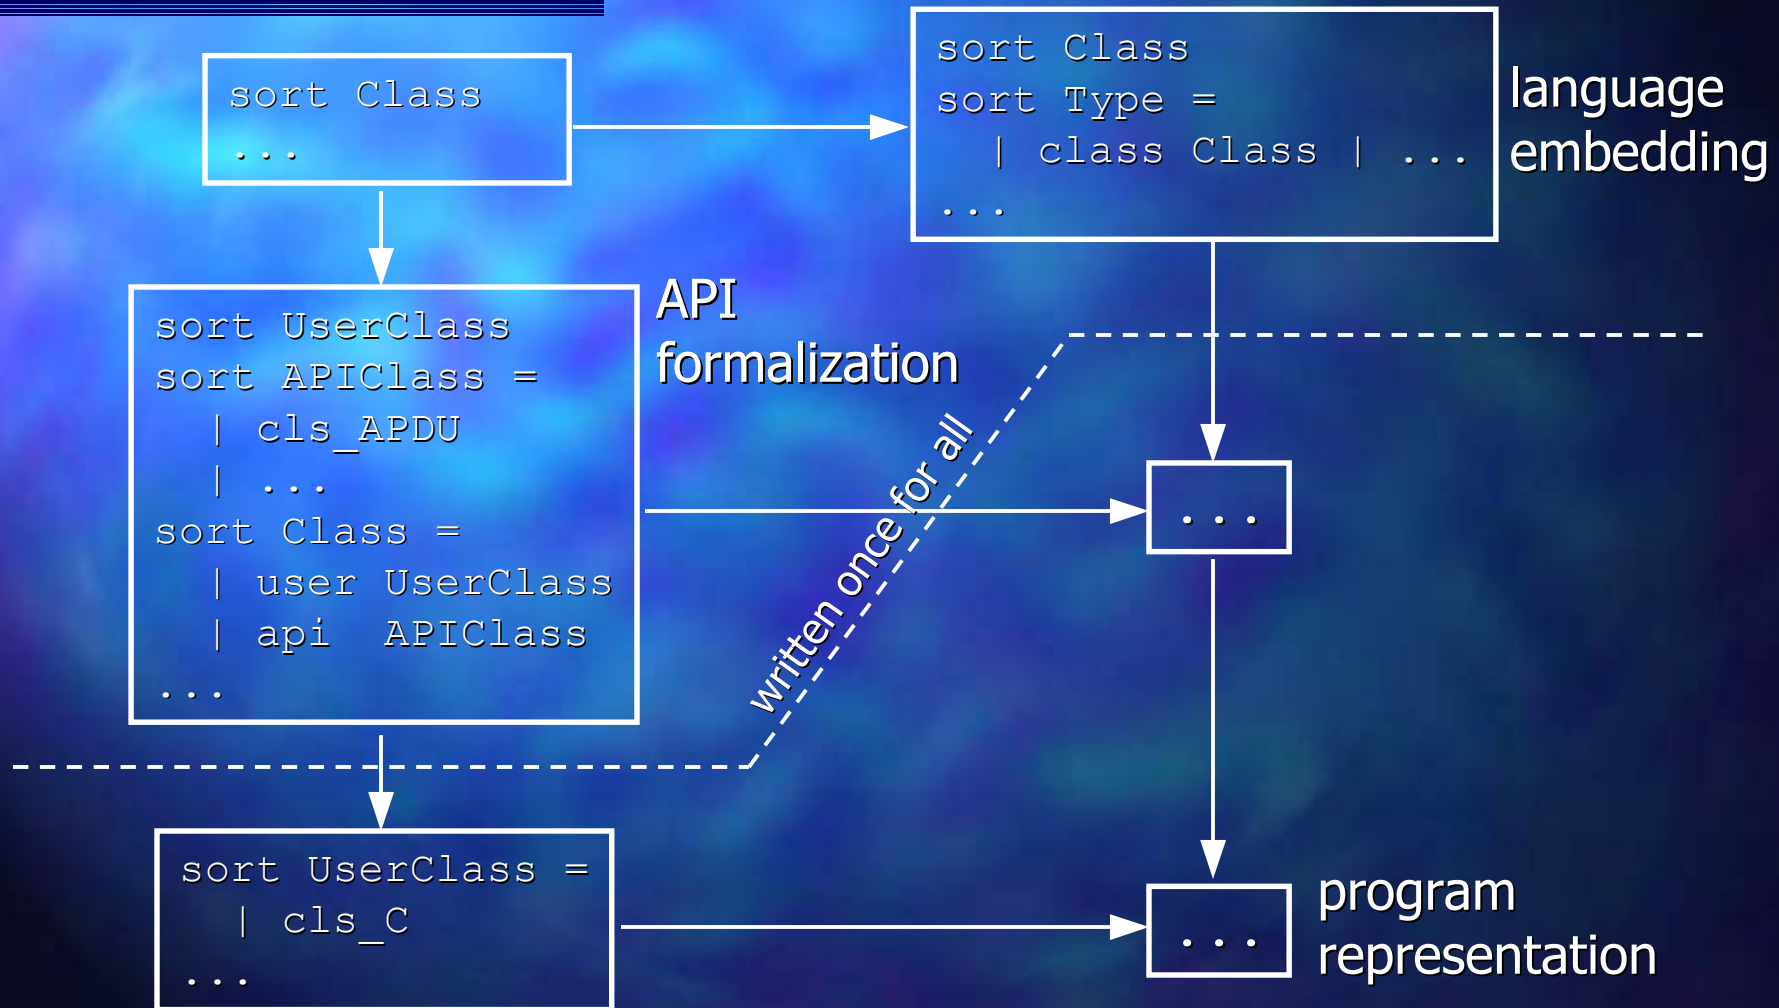 sort Class
...
sort Class
sort Type =
| class Class | ...
...
language
embedding
sort UserClass
sort APIClass =
| cls_APDU
| ...
sort Class =
| user UserClass
| api APIClass
...
API
formalization
written once for all
...
sort UserClass =
| cls_C
...
...
program
representation